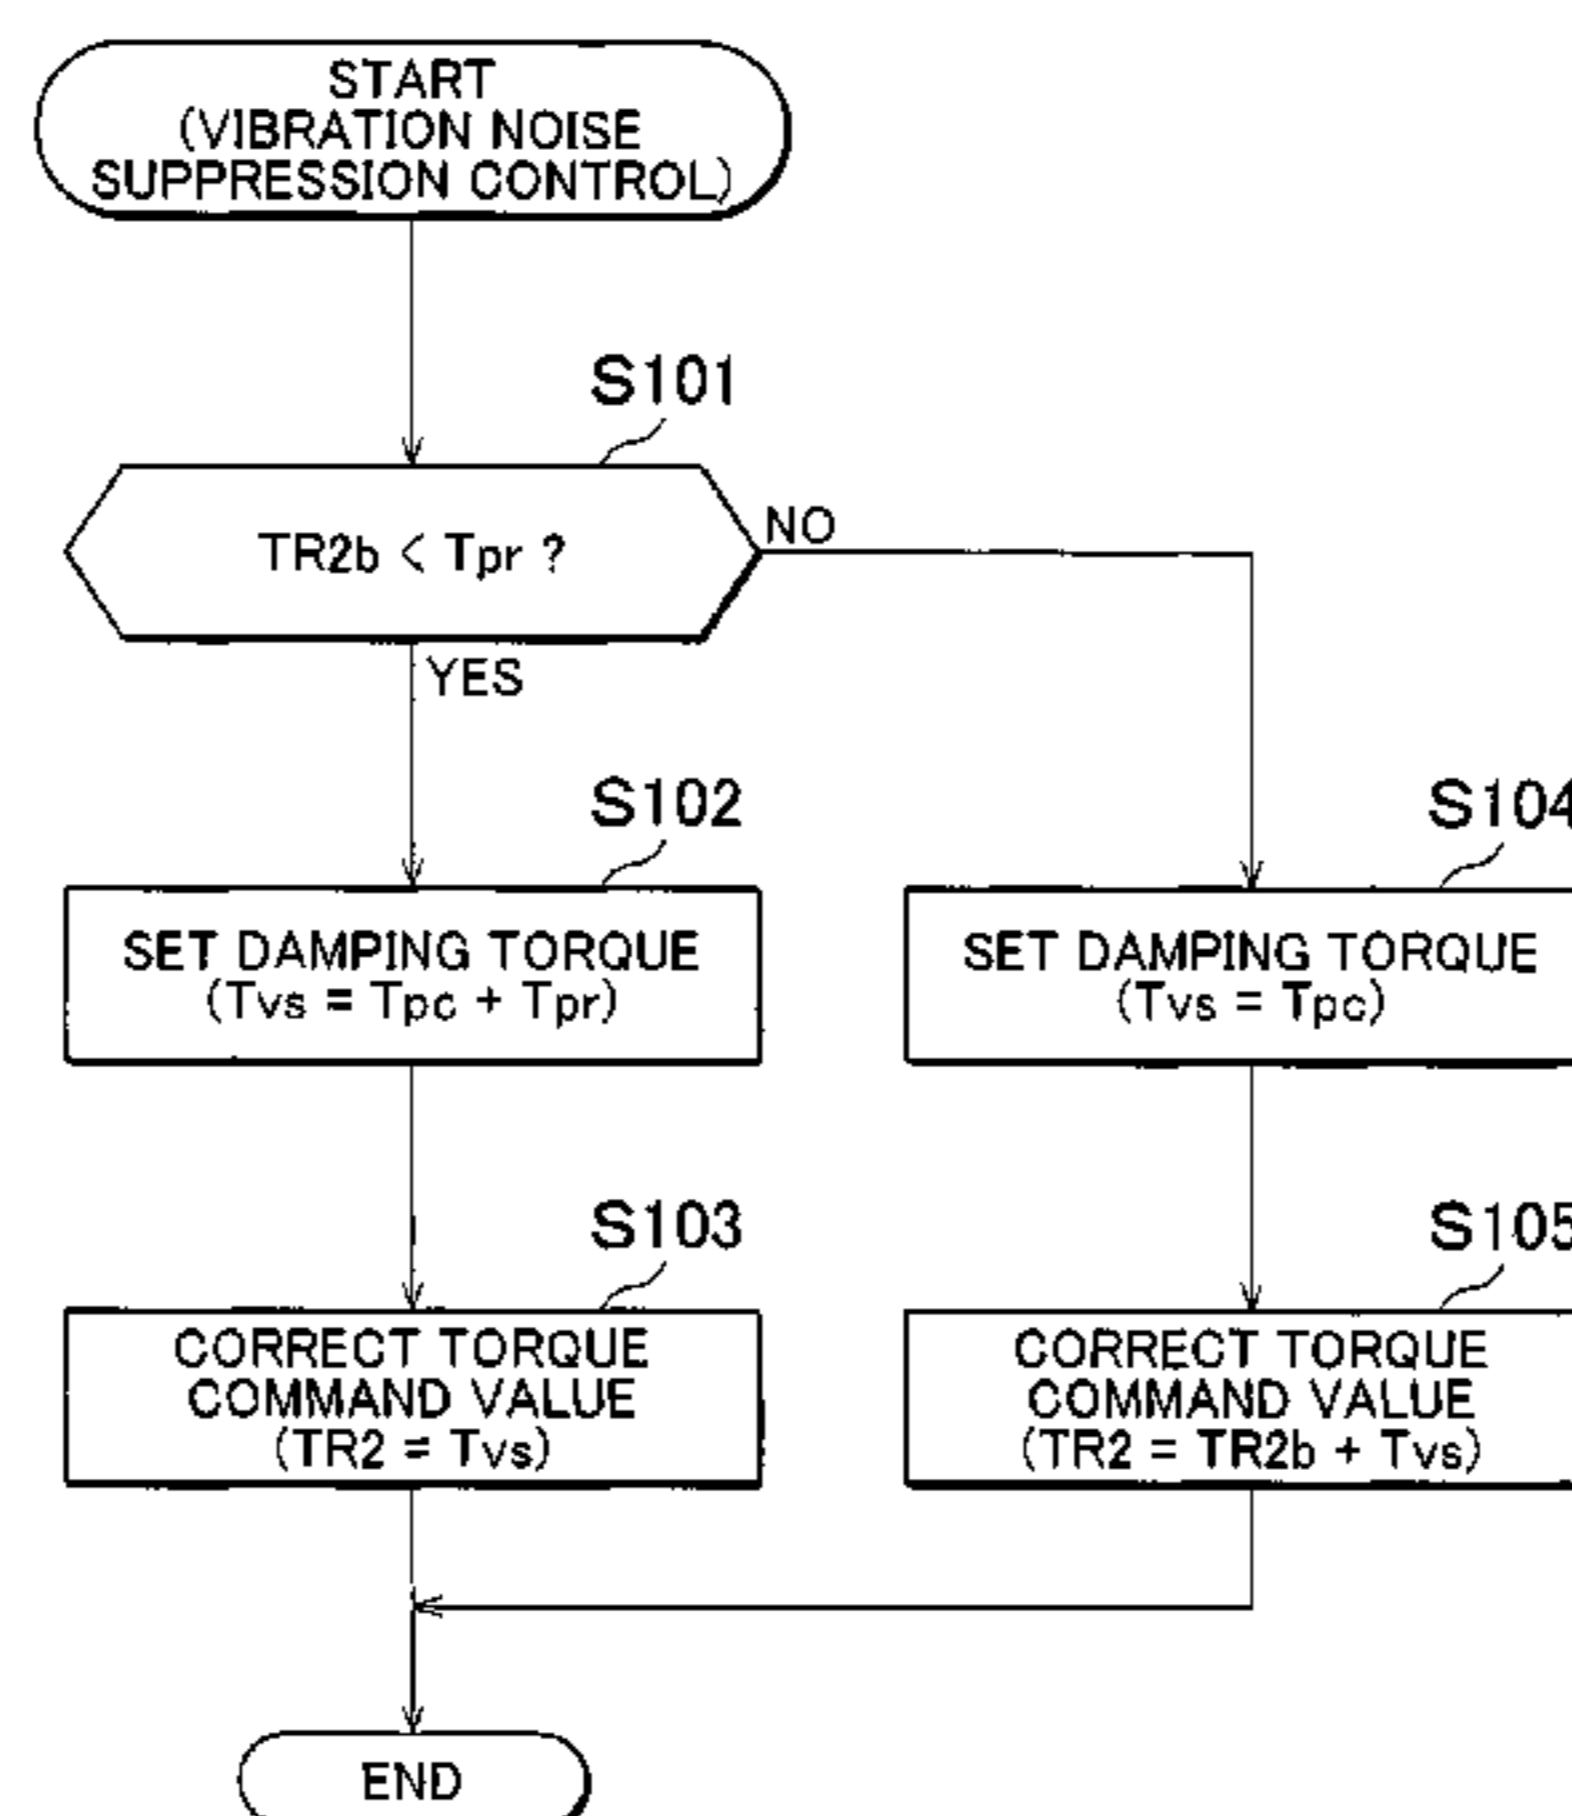 START
(VIBRATION NOISE
SUPPRESSION CONTROL)
S101
TR2b < Tpr ?
NO
YES
S102
SET DAMPING TORQUE
(Tvs = Tpc + Tpr)
S104
SET DAMPING TORQUE
(Tvs = Tpc)
S103
CORRECT TORQUE
COMMAND VALUE
(TR2 = Tvs)
S105
CORRECT TORQUE
COMMAND VALUE
(TR2 = TR2b + Tvs)
END